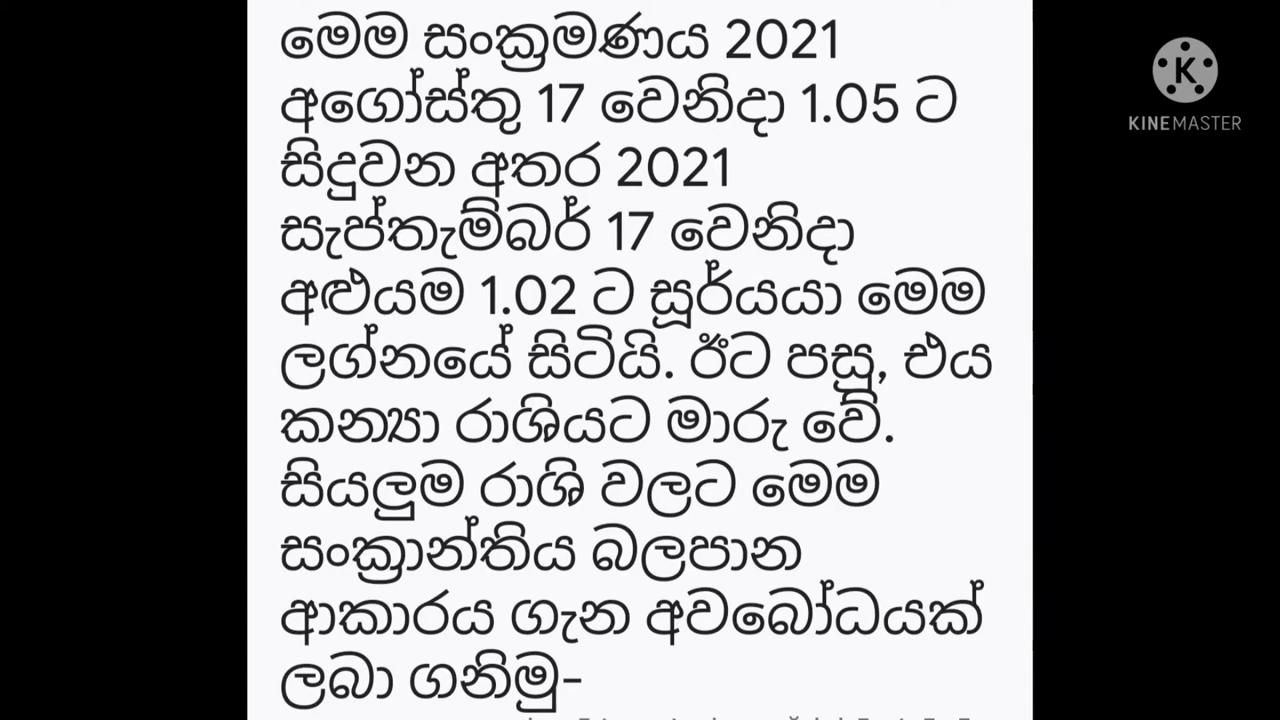 මෙම සංක්‍රමණය 2021
අගෝස්තු 17 වෙනිදා 1.05 ට
සිදුවන අතර 2021
සැප්තැම්බර් 17 වෙනිදා
අළුයම 1.02 ට සූර්යයා මෙම
ලග්නයේ සිටියි. ඊට පසු, එය
කන්‍යා රාශියට මාරු වේ.
සියලුම රාශි වලට මෙම
සංක්‍රාන්තිය බලපාන
ආකාරය ගැන අවබෝධයක්
ලබා ගනිමු-
K
KINEMASTER